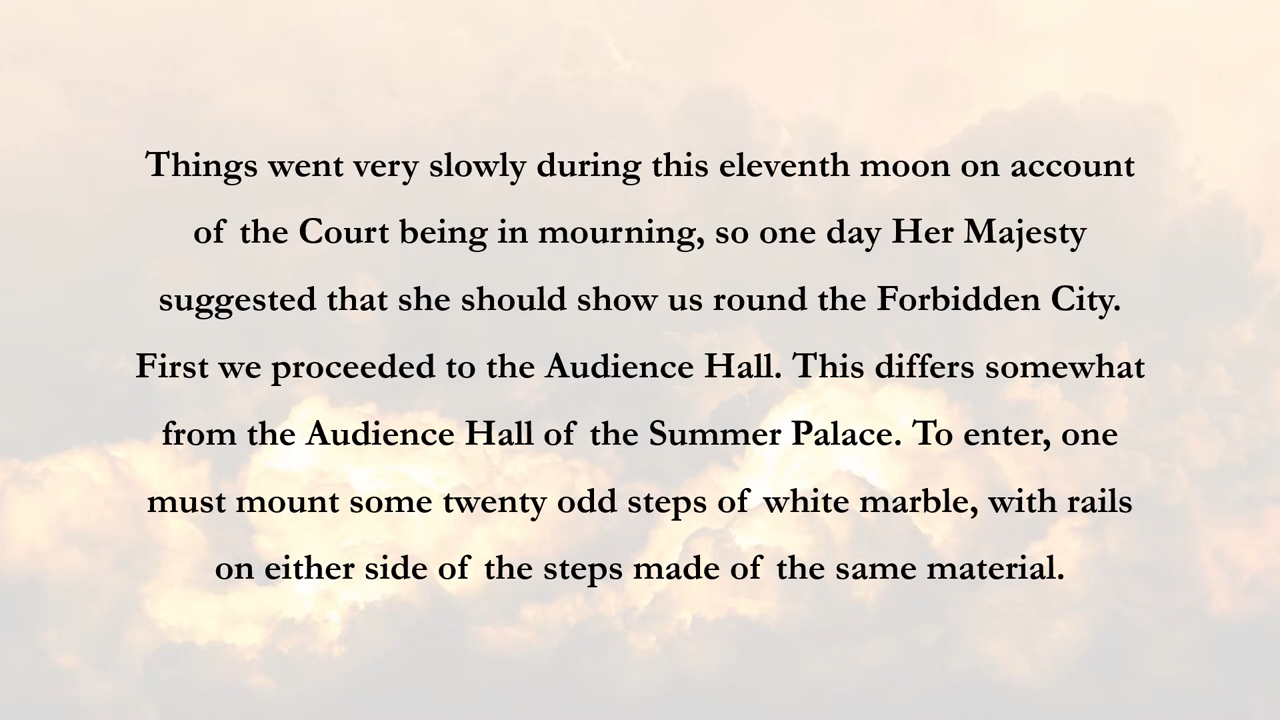 Things went very slowly during this eleventh moon on account
of the Court being in mourning, so one day Her Majesty
suggested that she should show us round the Forbidden City.
First we proceeded to the Audience Hall. This differs somewhat
from the Audience Hall of the Summer Palace. To enter, one
must mount some twenty odd steps of white marble, with rails
on either side of the steps made of the same material.